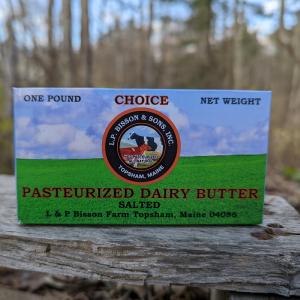 CHOICE
ONE POUND
NET WEIGHT
L.P. BISSON & SONS, INC.
TOPSHAM, MAINE
PASTEURIZED DAIRY BUTTER
SALTED
L & P Bisson Farm Topsham, Maine 04086